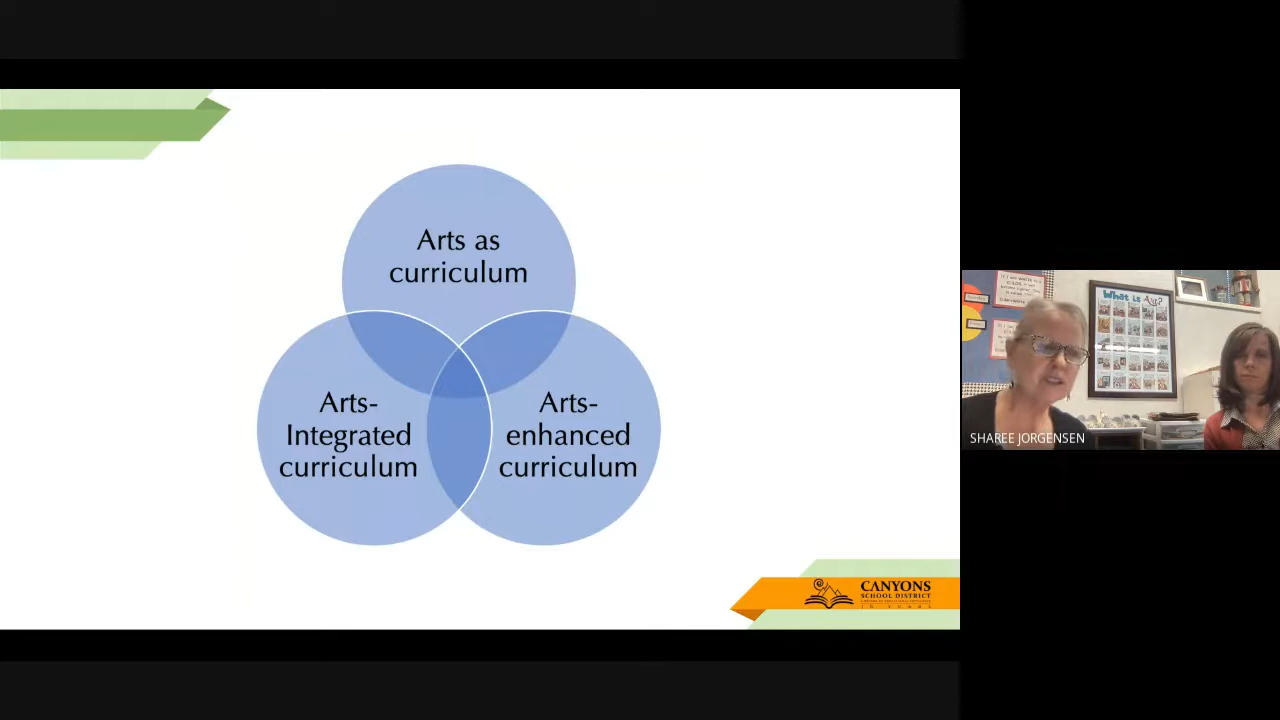 Arts as
curriculum
Arts-
Integrated
curriculum
Arts-
enhanced
curriculum
CANYONS
SCHOOL DISTRICT
What is Art?
SHAREE JORGENSEN